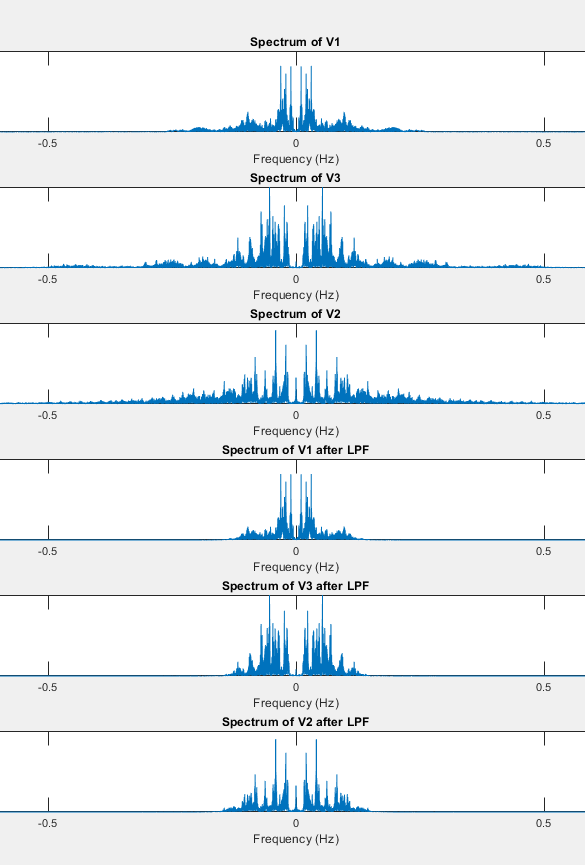 Spectrum of V1
-0.5 0 0.5
Frequency (Hz)
Spectrum of V3
-0.5 0 0.5
Frequency (Hz)
Spectrum of V2
-0.5 0 0.5
Frequency (Hz)
Spectrum of V1 after LPF
-0.5 0 0.5
Frequency (Hz)
Spectrum of V3 after LPF
-0.5 0 0.5
Frequency (Hz)
Spectrum of V2 after LPF
-0.5 0 0.5
Frequency (Hz)